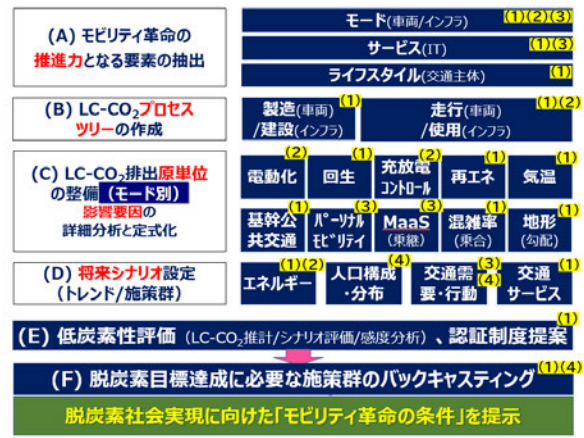 (A) モビリティ革命の
推進力となる要素の抽出
モード(車両/インフラ) (1)(2)(3)
サービス(IT) (1)(3)
ライフスタイル(交通主体) (1)
(B) LC-CO2プロセス
ツリーの作成
製造(車両) (1)
/建設(インフラ)
走行(車両) (1)(2)
/使用(インフラ)
(C) LC-CO2排出原単位
の整備(モード別)
影響要因の
詳細分析と定式化
電動化 (2)
回生 (1)
充放電 (2)
コントロール
再エネ (1)
気温 (1)
基幹公 (1)
共交通
パーソナル (3)
モビリティ
MaaS (3)
(乗継)
混雑率 (1)
(乗合)
地形 (1)
(勾配)
(D) 将来シナリオ設定
(トレンド/施策群)
エネルギー (1)(2)
人口構成 (4)
・分布
交通需 (3)
要・行動 (4)
交通 (1)
サービス
(E) 低炭素性評価(LC-CO2推計/シナリオ評価/感度分析)、認証制度提案 (1)
(F) 脱炭素目標達成に必要な施策群のバックキャスティング (1)(4)
脱炭素社会実現に向けた「モビリティ革命の条件」を提示